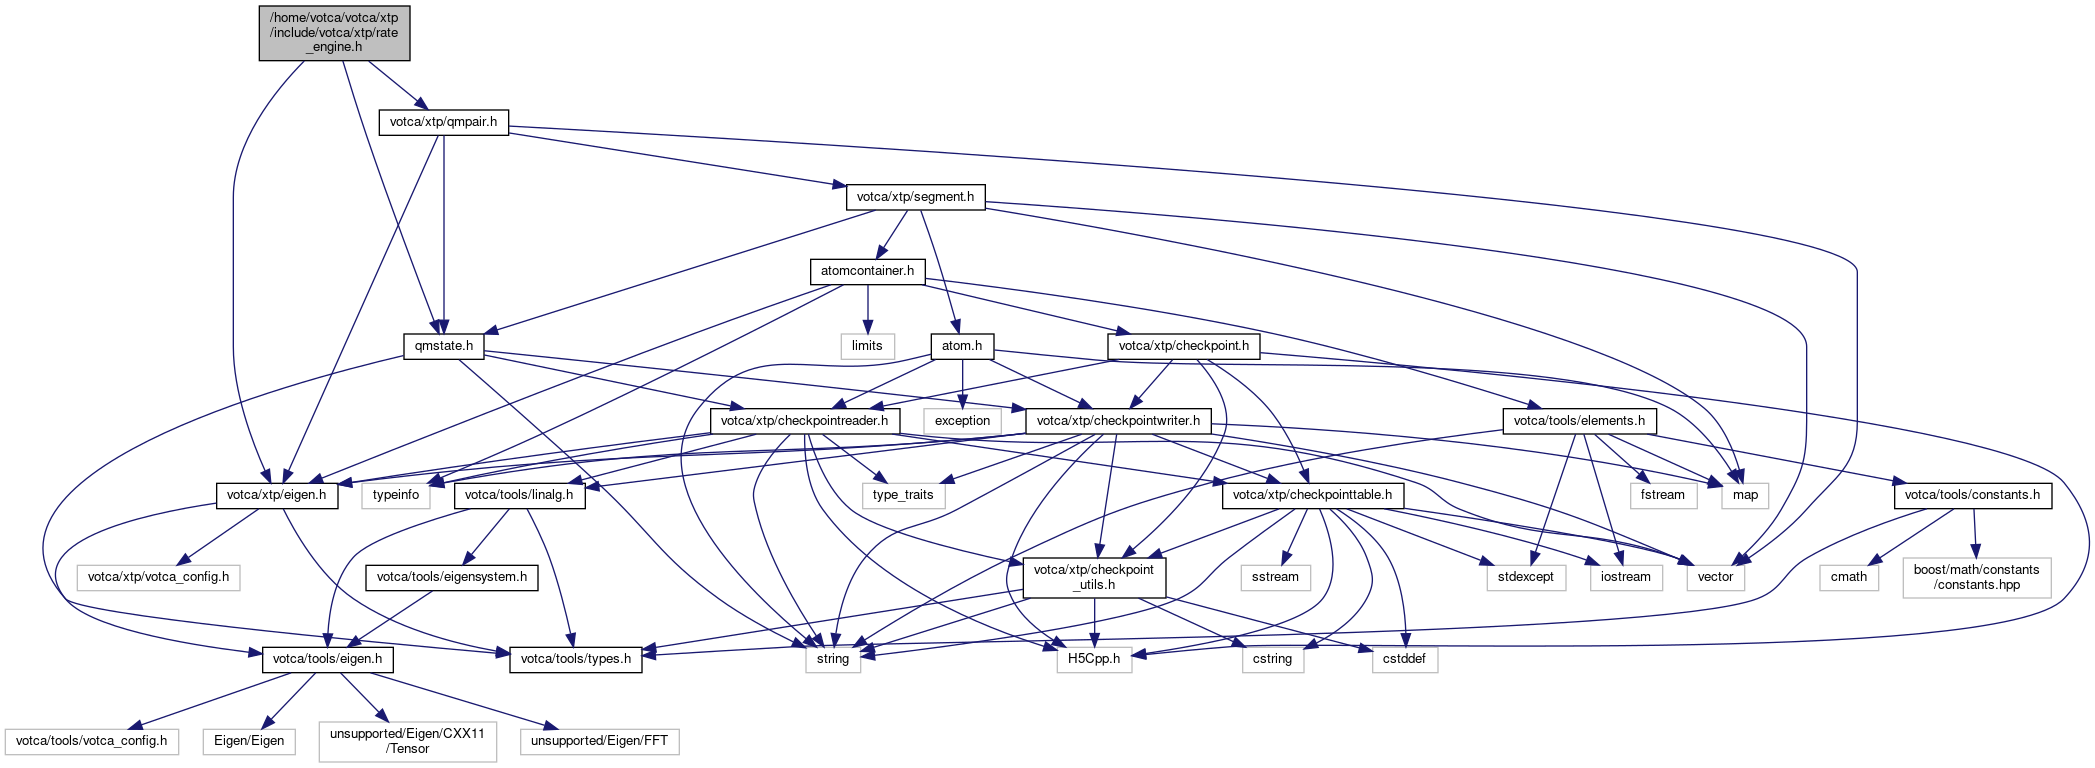 /home/votca/votca/xtp
/include/votca/xtp/rate
_engine.h
votca/xtp/qmpair.h
votca/xtp/segment.h
atomcontainer.h
qmstate.h
limits
atom.h
votca/xtp/checkpoint.h
votca/xtp/checkpointreader.h
exception
votca/xtp/checkpointwriter.h
votca/tools/elements.h
votca/xtp/eigen.h
typeinfo
votca/tools/linalg.h
type_traits
votca/xtp/checkpointtable.h
fstream
map
votca/tools/constants.h
votca/xtp/votca_config.h
votca/tools/eigensystem.h
votca/xtp/checkpoint
_utils.h
sstream
stdexcept
iostream
vector
cmath
boost/math/constants
/constants.hpp
votca/tools/eigen.h
votca/tools/types.h
string
H5Cpp.h
cstring
cstddef
votca/tools/votca_config.h
Eigen/Eigen
unsupported/Eigen/CXX11
/Tensor
unsupported/Eigen/FFT